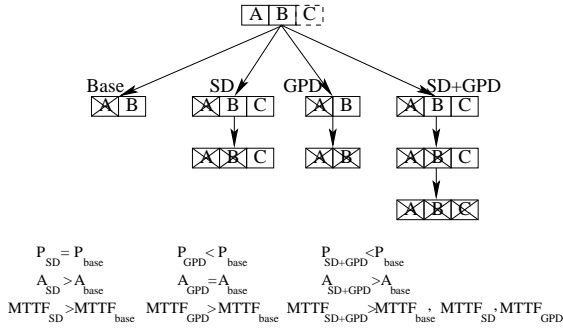 A B C
Base SD GPD SD+GPD
A B A B C A B A B C
A B C A B A B C
A B C
P_SD = P_base P_GPD < P_base P_SD+GPD <P_base
A_SD >A_base A_GPD =A_base A_SD+GPD >A_base
MTTF_SD >MTTF_base MTTF_GPD >MTTF_base MTTF_SD+GPD >MTTF_base , MTTF_SD , MTTF_GPD